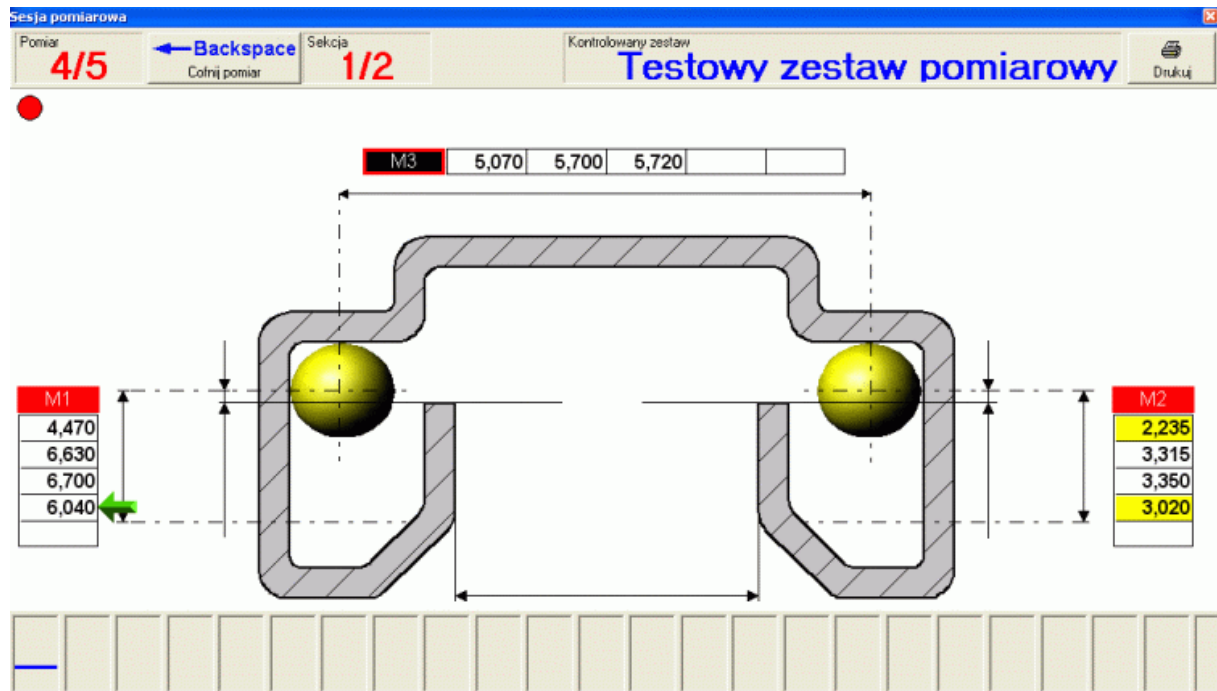 Sesja pomiarowa
Pomiar
4/5
Backspace
Cofnij pomiar
Sekcja
1/2
Kontrolowany zestaw
Testowy zestaw pomiarowy
Drukuj
M3 5,070 5,700 5,720
M1
4,470
6,630
6,700
6,040
M2
2,235
3,315
3,350
3,020